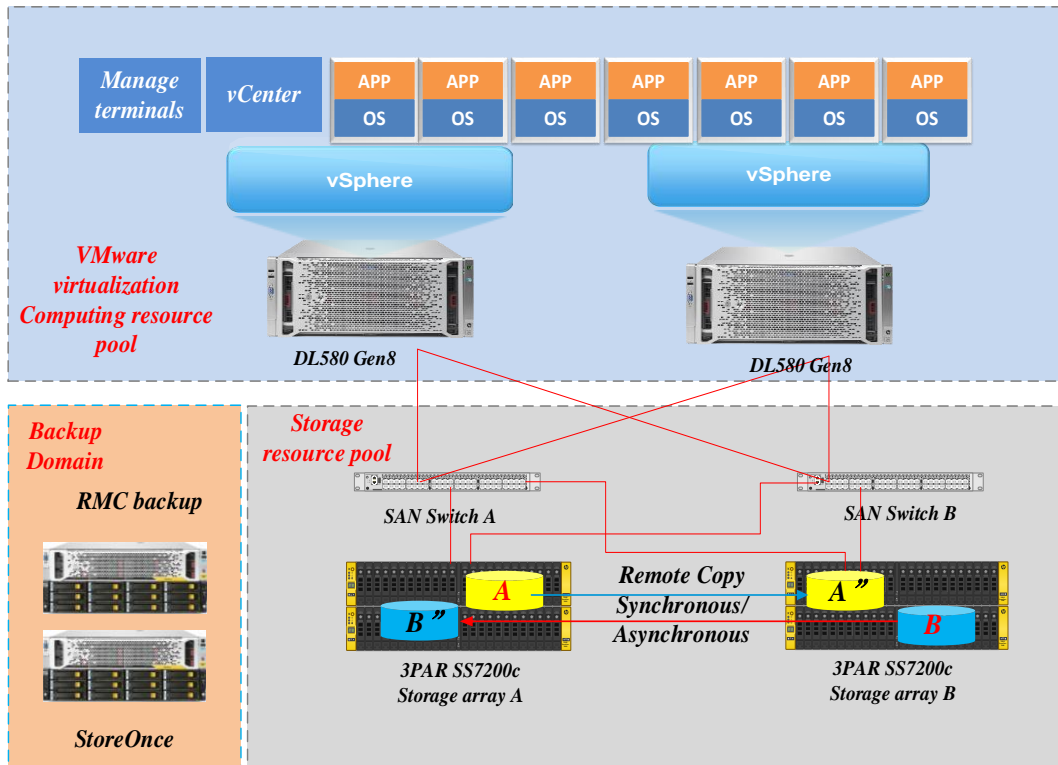 Manage
terminals
vCenter
APP APP APP APP APP APP APP
OS OS OS OS OS OS OS
vSphere
vSphere
VMware
virtualization
Computing resource
pool
DL580 Gen8
DL580 Gen8
Backup
Domain
RMC backup
StoreOnce
Storage
resource pool
SAN Switch A
SAN Switch B
A
B ”
Remote Copy
Synchronous/
Asynchronous
A ”
B
3PAR SS7200c
Storage array A
3PAR SS7200c
Storage array B